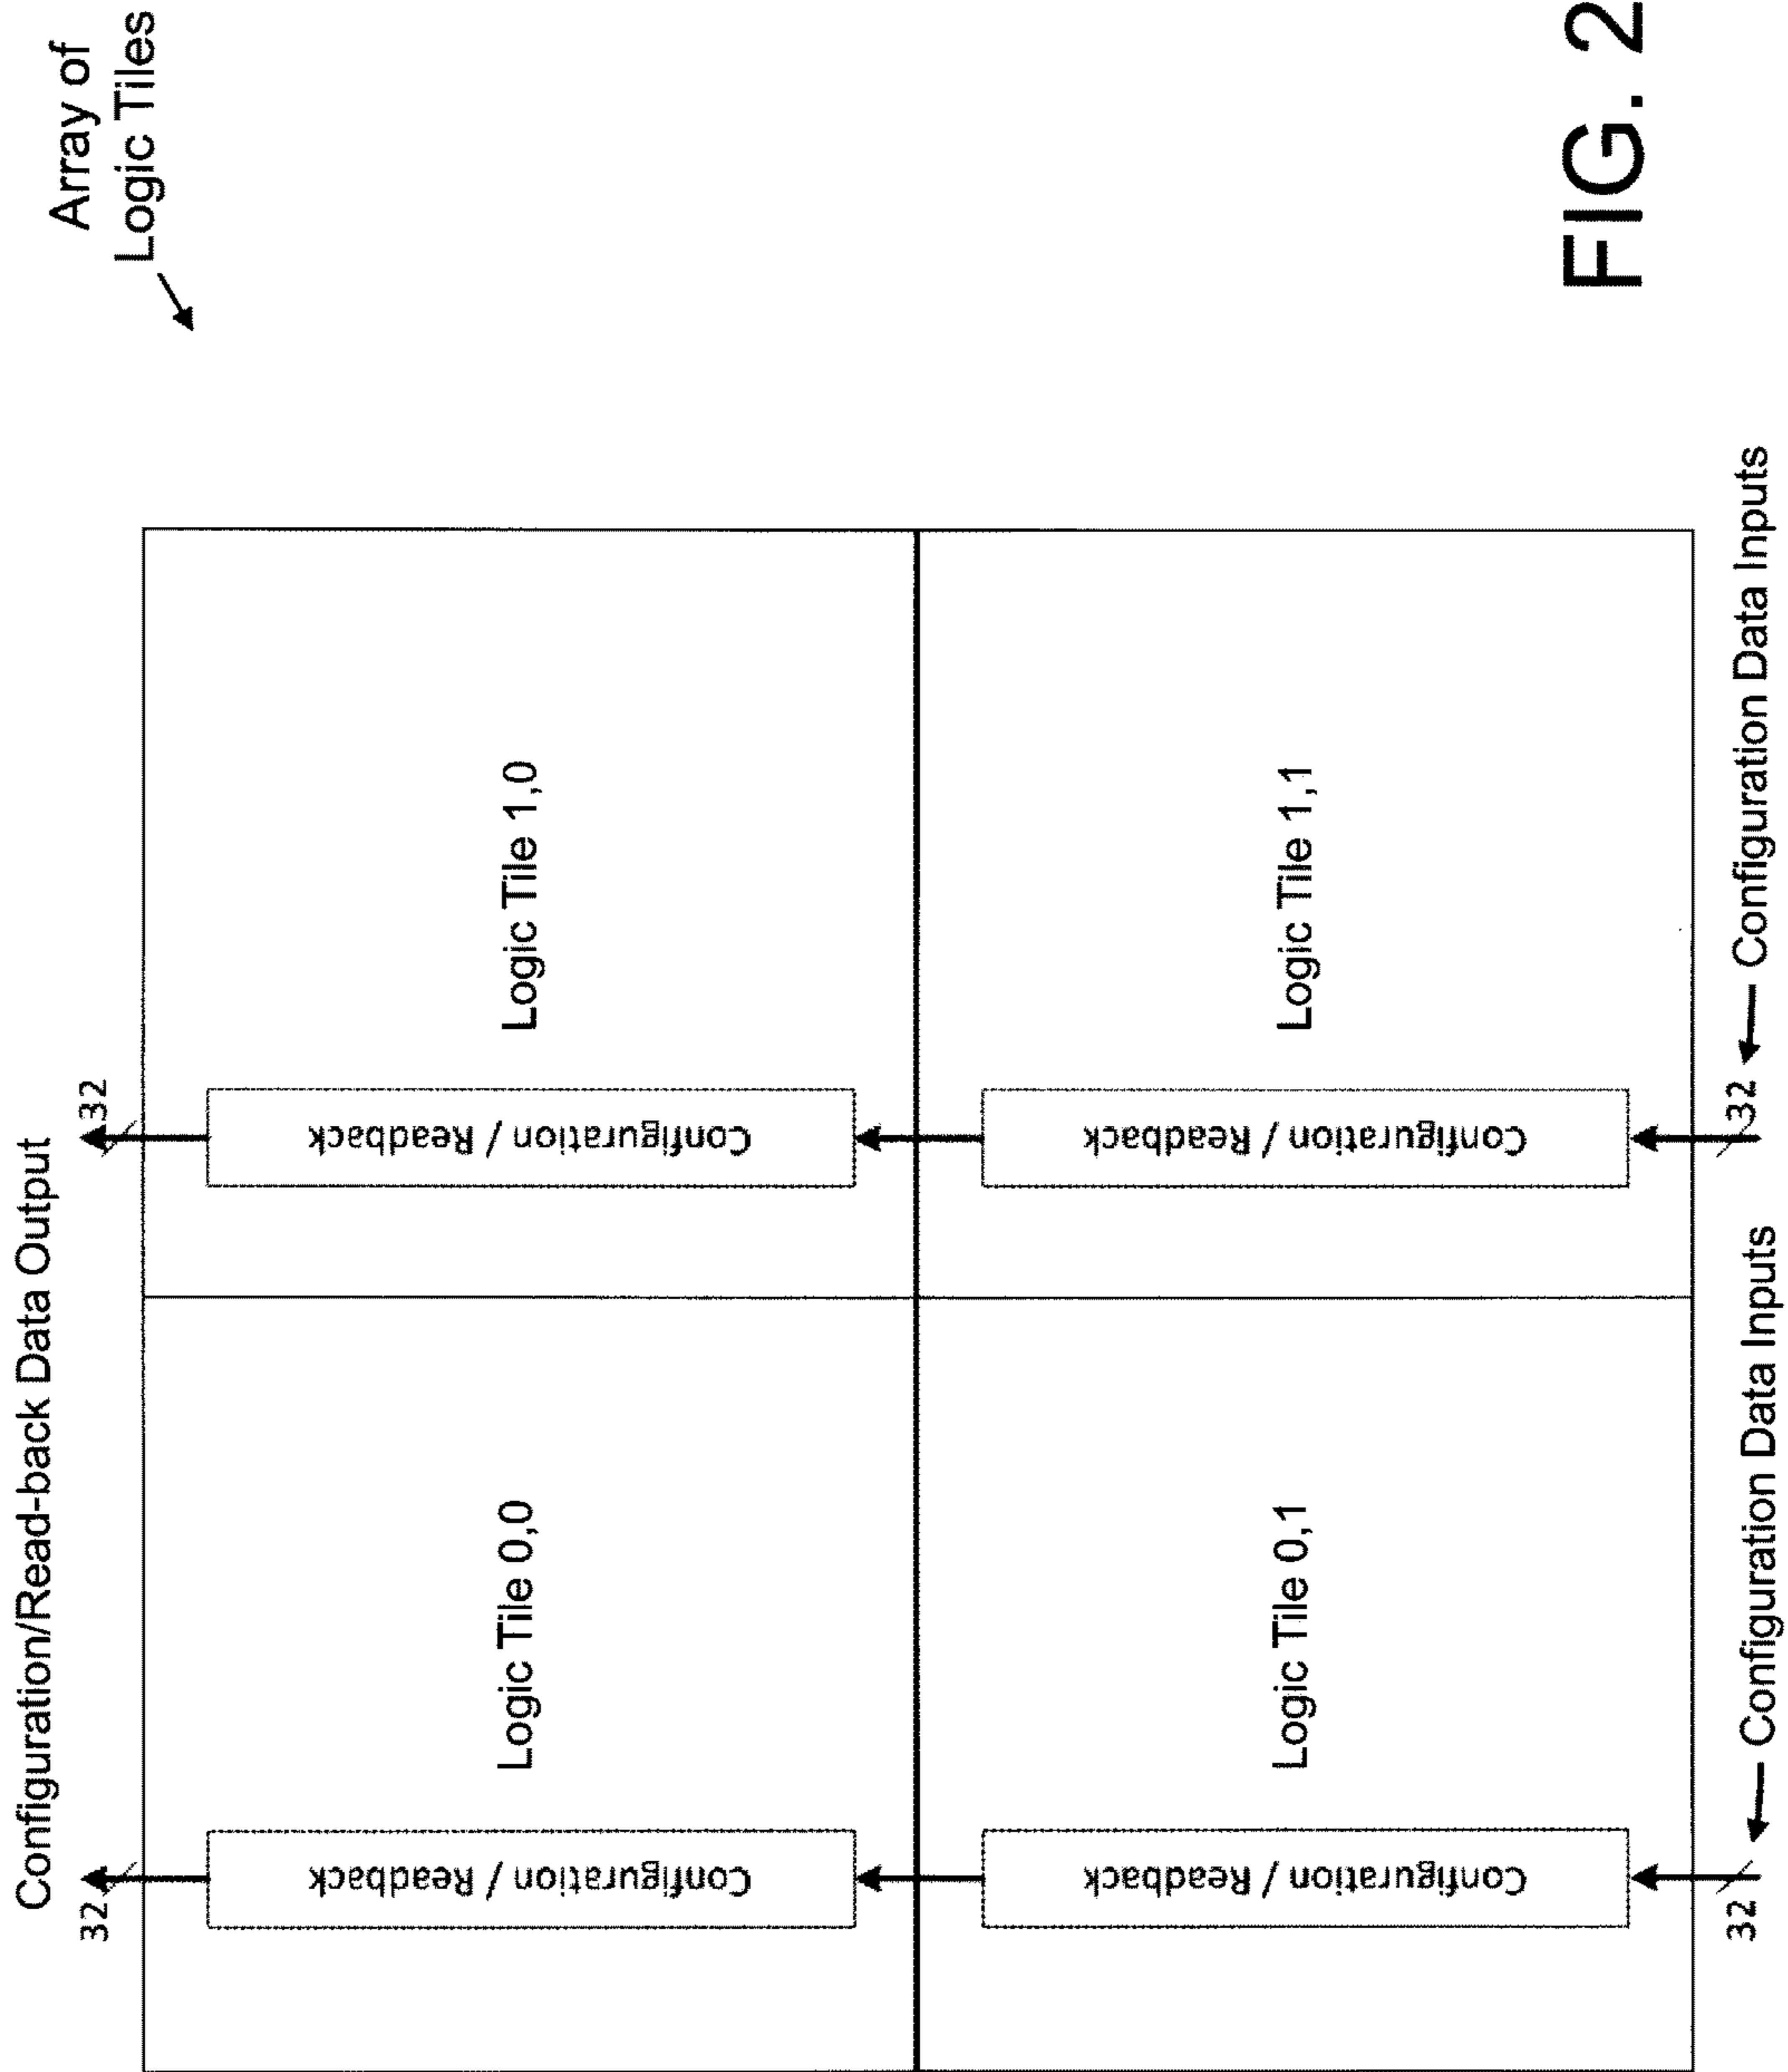 Array of
Logic Tiles
Configuration/Read-back Data Output
32
32
Configuration / Readback
Logic Tile 0,0
Configuration / Readback
Logic Tile 1,0
Configuration / Readback
Logic Tile 0,1
Configuration / Readback
Logic Tile 1,1
32
Configuration Data Inputs
32
Configuration Data Inputs
FIG. 2